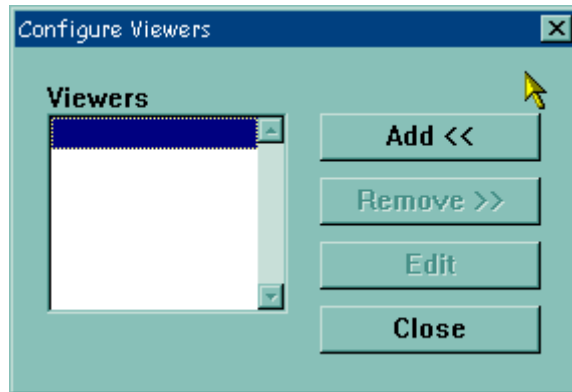 Configure Viewers
Viewers
Add <<
Remove >>
Edit
Close